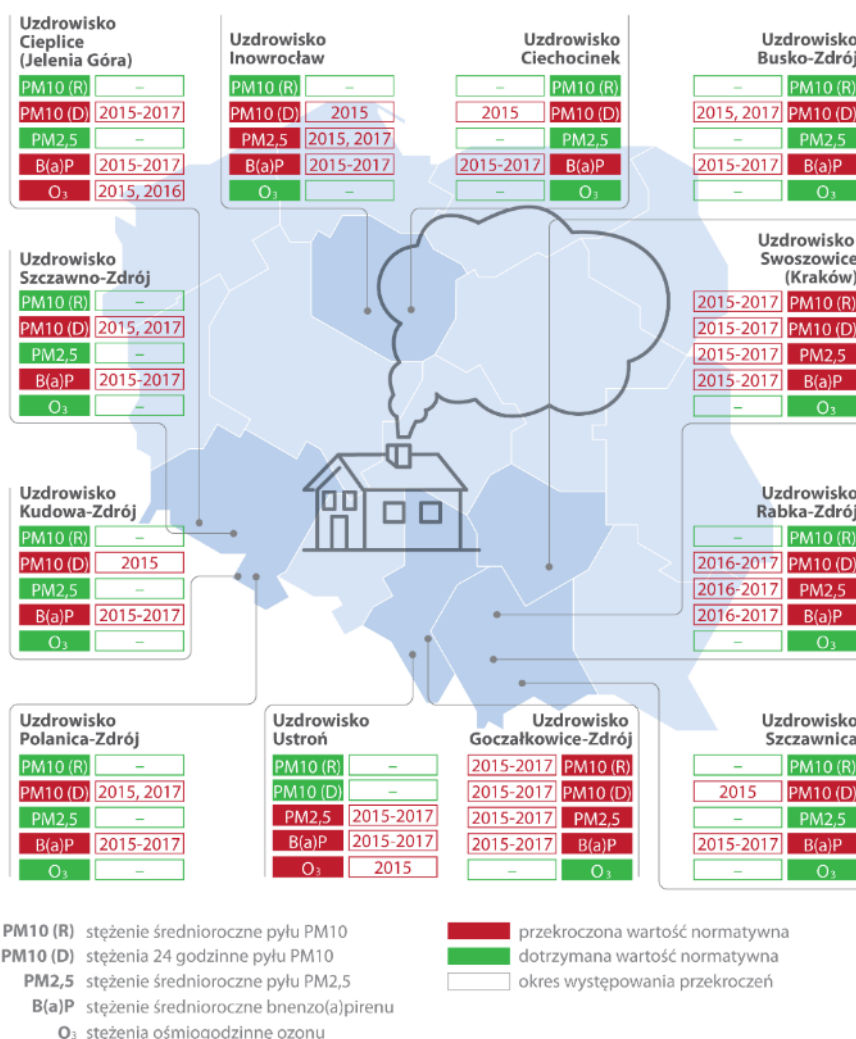 Uzdrowisko
Cieplice
(Jelenia Góra)
PM10 (R) –
PM10 (D) 2015-2017
PM2,5 –
B(a)P 2015-2017
O₃ 2015, 2016
Uzdrowisko
Inowrocław
PM10 (R) –
PM10 (D) 2015
PM2,5 2015, 2017
B(a)P 2015-2017
O₃ –
Uzdrowisko
Ciechocinek
– PM10 (R)
2015 PM10 (D)
– PM2,5
2015-2017 B(a)P
– O₃
Uzdrowisko
Busko-Zdrój
– PM10 (R)
2015, 2017 PM10 (D)
– PM2,5
2015-2017 B(a)P
– O₃
Uzdrowisko
Szczawno-Zdrój
PM10 (R) –
PM10 (D) 2015, 2017
PM2,5 –
B(a)P 2015-2017
O₃ –
Uzdrowisko
Swoszowice
(Kraków)
2015-2017 PM10 (R)
2015-2017 PM10 (D)
2015-2017 PM2,5
2015-2017 B(a)P
– O₃
Uzdrowisko
Kudowa-Zdrój
PM10 (R) –
PM10 (D) 2015
PM2,5 –
B(a)P 2015-2017
O₃ –
Uzdrowisko
Rabka-Zdrój
– PM10 (R)
2016-2017 PM10 (D)
2016-2017 PM2,5
2016-2017 B(a)P
– O₃
Uzdrowisko
Polanica-Zdrój
PM10 (R) –
PM10 (D) 2015, 2017
PM2,5 –
B(a)P 2015-2017
O₃ –
Uzdrowisko
Ustroń
PM10 (R) –
PM10 (D) –
PM2,5 2015-2017
B(a)P 2015-2017
O₃ 2015
Uzdrowisko
Goczałkowice-Zdrój
2015-2017 PM10 (R)
2015-2017 PM10 (D)
2015-2017 PM2,5
2015-2017 B(a)P
– O₃
Uzdrowisko
Szczawnica
– PM10 (R)
2015 PM10 (D)
– PM2,5
2015-2017 B(a)P
– O₃
PM10 (R) stężenie średnioroczne pyłu PM10
PM10 (D) stężenia 24 godzinne pyłu PM10
PM2,5 stężenie średnioroczne pyłu PM2,5
B(a)P stężenie średnioroczne bnenzo(a)pirenu
O₃ stężenia ośmiogodzinne ozonu
przekroczona wartość normatywna
dotrzymana wartość normatywna
okres występowania przekroczeń